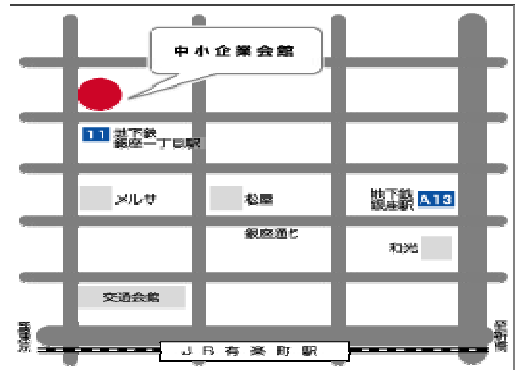 中小企業会館
11 地下鉄
銀座一丁目駅
メルサ
松屋
地下鉄
銀座駅 A13
銀座通り
和光
交通会館
JR有楽町駅